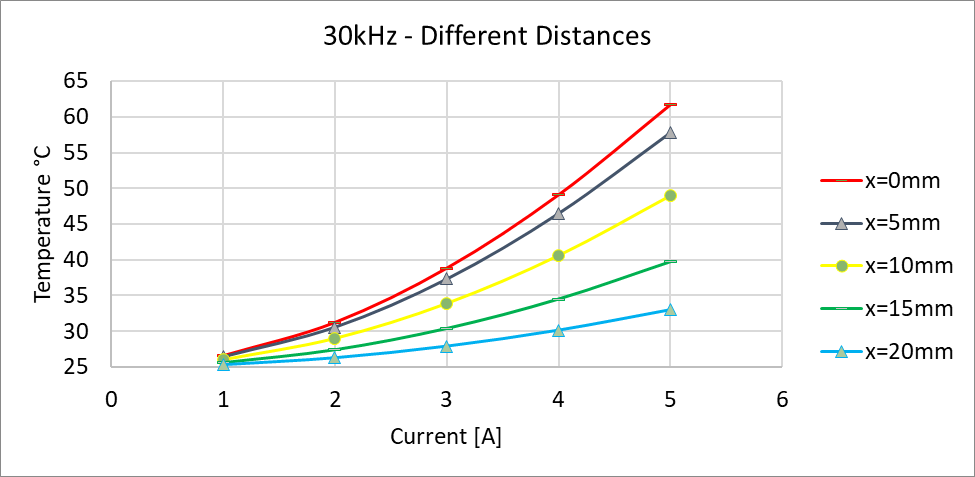 30kHz - Different Distances
65
60
55
50
45
40
35
30
25
0 1 2 3 4 5 6
Temperature °C
Current [A]
x=0mm
x=5mm
x=10mm
x=15mm
x=20mm